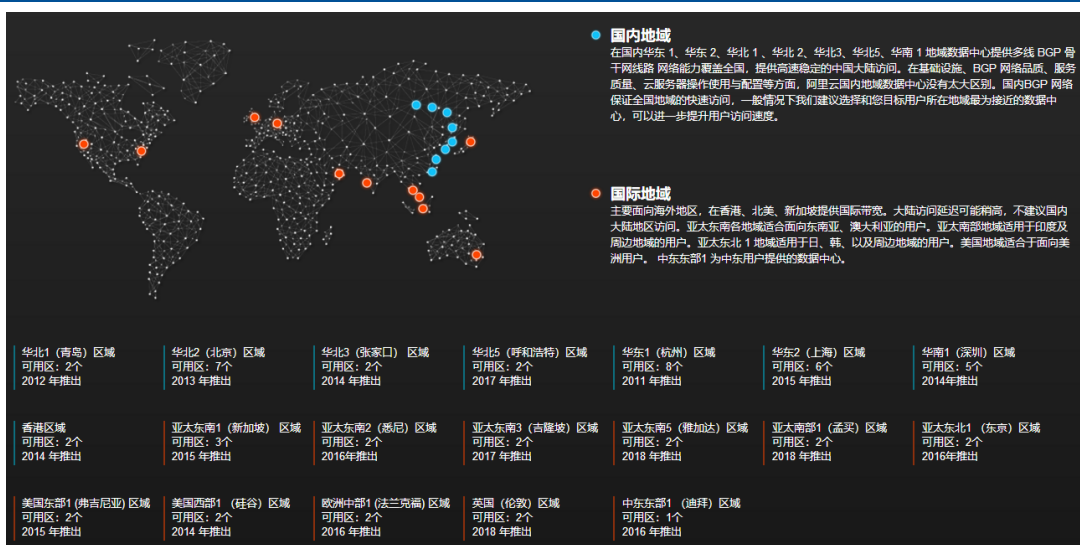 国内地域
在国内华东 1、华东 2、华北 1 、华北 2、华北3、华北5、华南 1 地域数据中心提供多线 BGP 骨
干网线路 网络能力覆盖全国，提供高速稳定的中国大陆访问。在基础设施、BGP 网络品质、服务
质量、云服务器操作使用与配置等方面，阿里云国内地域数据中心没有太大区别。国内BGP 网络
保证全国地域的快速访问，一般情况下我们建议选择和您目标用户所在地域最为接近的数据中
心，可以进一步提升用户访问速度。
国际地域
主要面向海外地区，在香港、北美、新加坡提供国际带宽。大陆访问延迟可能稍高，不建议国内
大陆地区访问。亚太东南各地域适合面向东南亚、澳大利亚的用户。亚太南部地域适用于印度及
周边地域的用户。亚太东北 1 地域适用于日、韩、以及周边地域的用户。美国地域适合于面向美
洲用户。 中东东部1 为中东用户提供的数据中心。
华北1（青岛）区域
可用区：2个
2012 年推出
华北2（北京）区域
可用区：7个
2013 年推出
华北3（张家口） 区域
可用区：2个
2014 年推出
华北5（呼和浩特）区域
可用区：2个
2017 年推出
华东1（杭州）区域
可用区：8个
2011 年推出
华东2（上海）区域
可用区：6个
2015 年推出
华南1（深圳）区域
可用区：5个
2014年推出
香港区域
可用区：2个
2014 年推出
亚太东南1（新加坡） 区域
可用区：3个
2015 年推出
亚太东南2（悉尼）区域
可用区：2个
2016年推出
亚太东南3（吉隆坡）区域
可用区：2个
2017 年推出
亚太东南5（雅加达）区域
可用区：2个
2018 年推出
亚太南部1（孟买）区域
可用区：2个
2018 年推出
亚太东北1 （东京）区域
可用区：2个
2016年推出
美国东部1 (弗吉尼亚) 区域
可用区：2个
2015 年推出
美国西部1 （硅谷）区域
可用区：2个
2014 年推出
欧洲中部1 (法兰克福) 区域
可用区：2个
2016 年推出
英国（伦敦）区域
可用区：2个
2018 年推出
中东东部1 （迪拜）区域
可用区：1个
2016 年推出